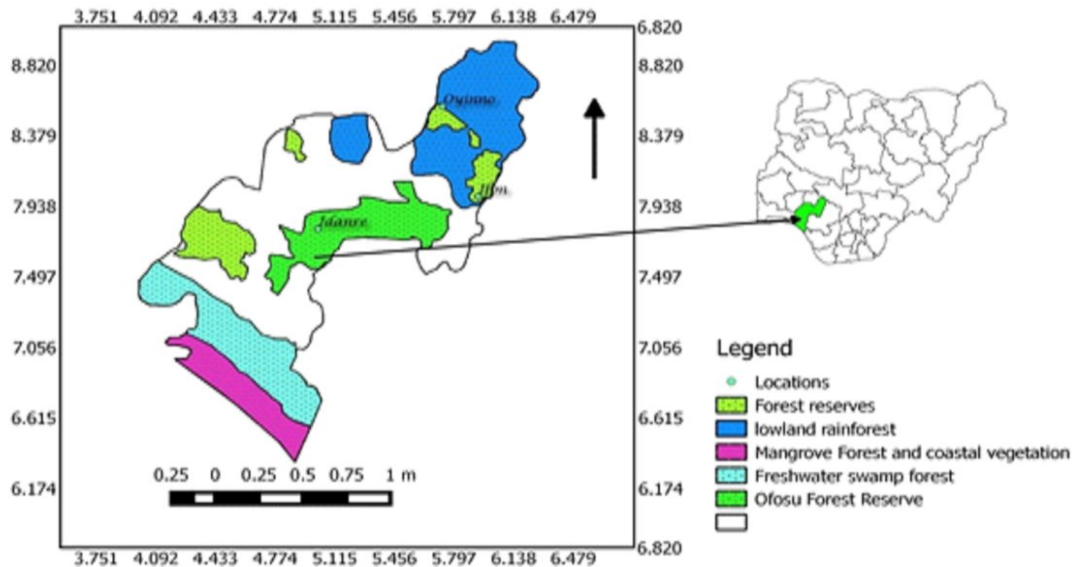 3.751 4.092 4.433 4.774 5.115 5.456 5.797 6.138 6.479
6.820
8.820 8.820
8.379 8.379
7.938 7.938
7.497 7.497
7.056 7.056
6.615 6.615
6.174 6.174
6.820
Oyinno
Idanre
0.25 0 0.25 0.5 0.75 1 m
3.751 4.092 4.433 4.774 5.115 5.456 5.797 6.138 6.479
Legend
Locations
Forest reserves
lowland rainforest
Mangrove Forest and coastal vegetation
Freshwater swamp forest
Ofosu Forest Reserve